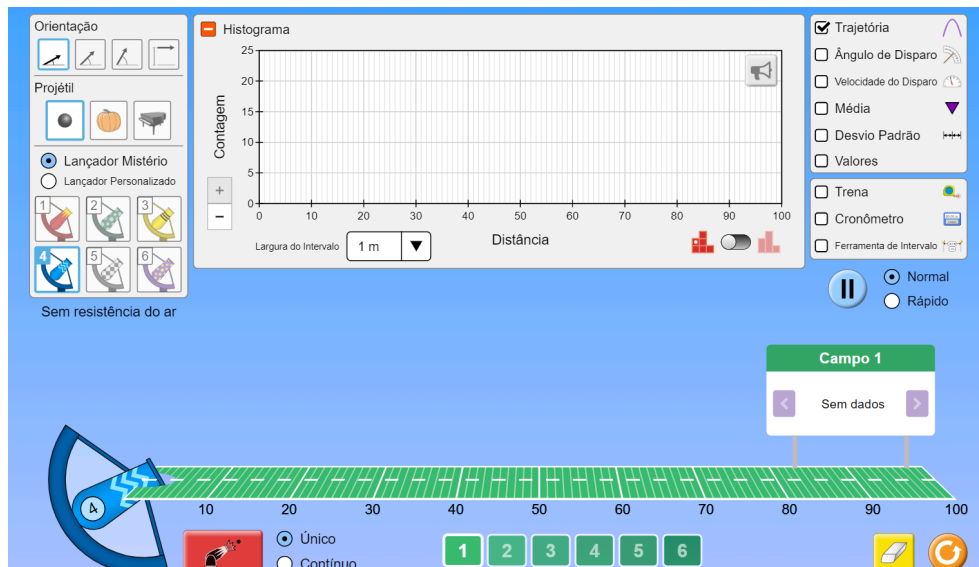 Orientação
Projétil
Lançador Mistério
Lançador Personalizado
1 2 3
4 5 6
Sem resistência do ar
Histograma
Contagem
25
20
15
10
5
0
0 10 20 30 40 50 60 70 80 90 100
Distância
+
−
Largura do Intervalo 1 m
Trajetória
Ângulo de Disparo
Velocidade do Disparo
Média
Desvio Padrão
Valores
Trena
Cronômetro
Ferramenta de Intervalo
Normal
Rápido
Campo 1
Sem dados
4
10 20 30 40 50 60 70 80 90 100
Único
Contínuo
1 2 3 4 5 6